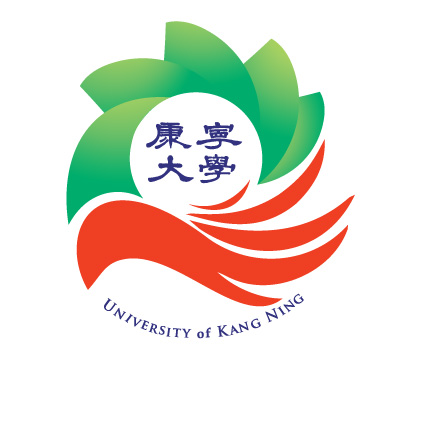 康寧
大學
University of Kang Ning